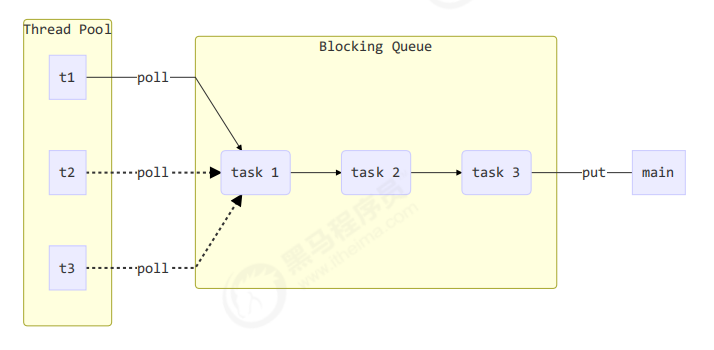 Thread Pool
Blocking Queue
t1
poll
t2
poll
task 1
task 2
task 3
put
main
t3
poll
黑马程序员
www.itheima.com